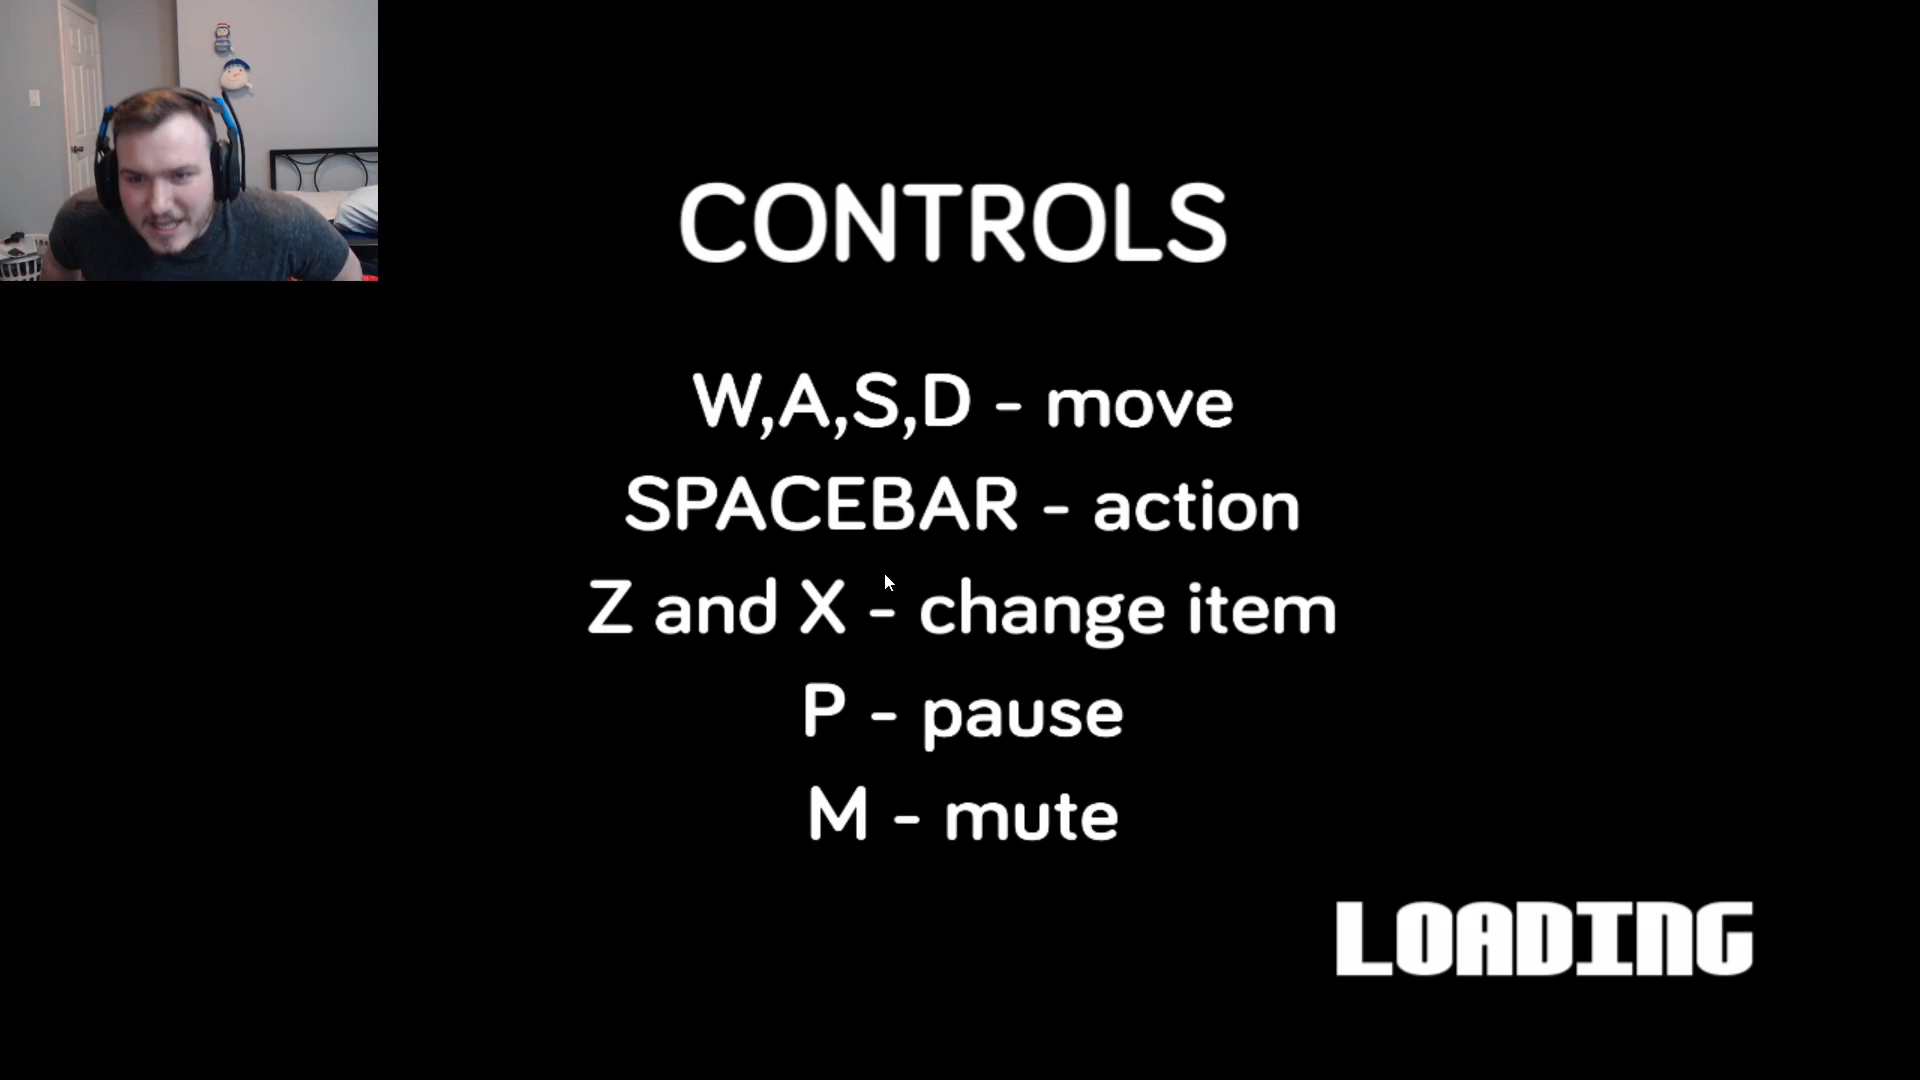 CONTROLS
W,A,S,D - move
SPACEBAR - action
Z and X - change item
P - pause
M - mute
LOADING